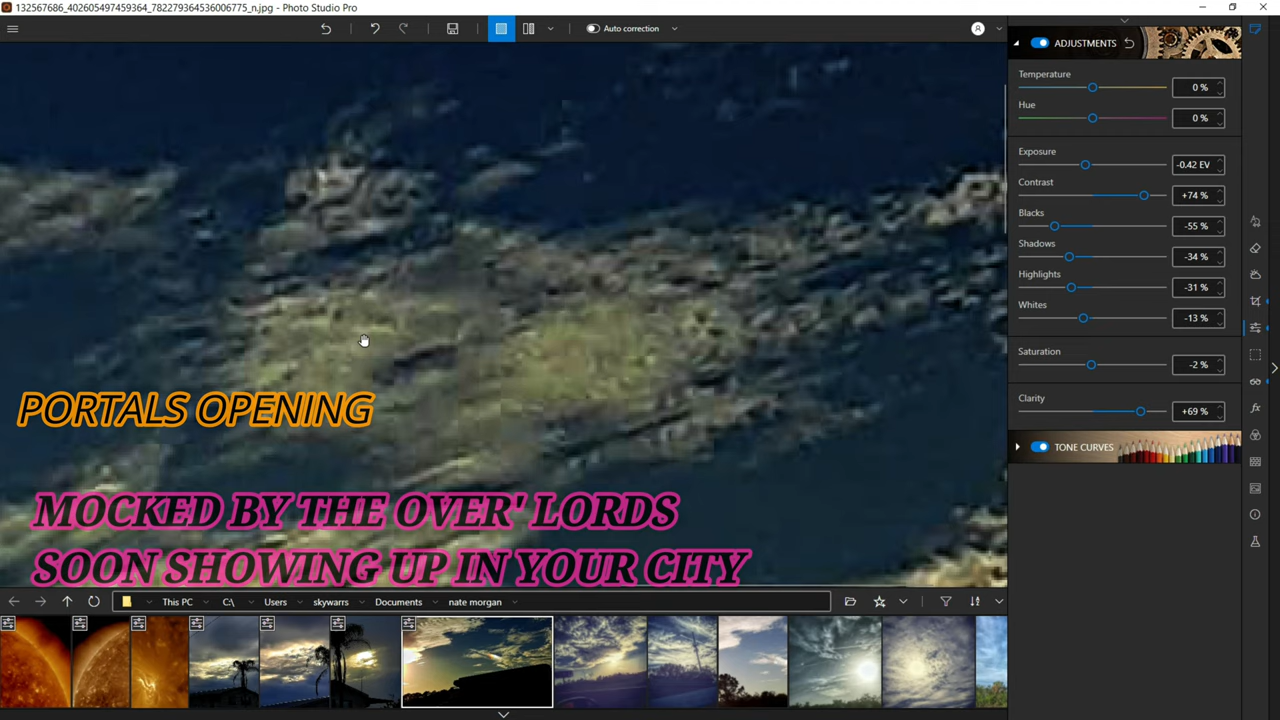 132567686_402605497459364_782279364536006775_n.jpg - Photo Studio Pro
Auto correction
ADJUSTMENTS
Temperature
0 %
Hue
0 %
Exposure
-0.42 EV
Contrast
+74 %
Blacks
-55 %
Shadows
-34 %
Highlights
-31 %
Whites
-13 %
Saturation
-2 %
Clarity
+69 %
TONE CURVES
PORTALS OPENING
MOCKED BY THE OVER' LORDS
SOON SHOWING UP IN YOUR CITY
This PC C:\ Users skywarrs Documents nate morgan